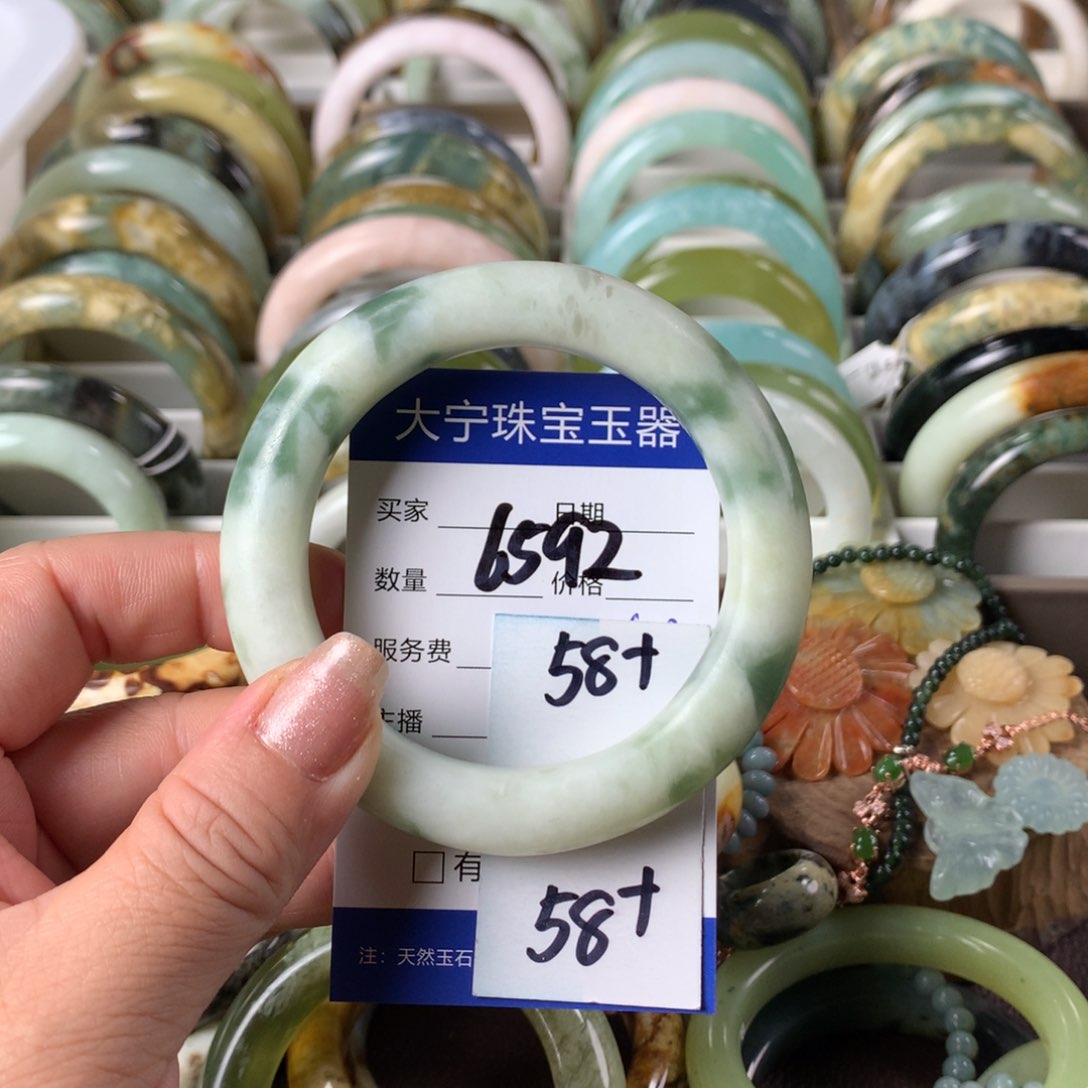 大宁珠宝玉器
买家 日期
6592
数量 价格
服务费
58+
主播
有
58+
注：天然玉石